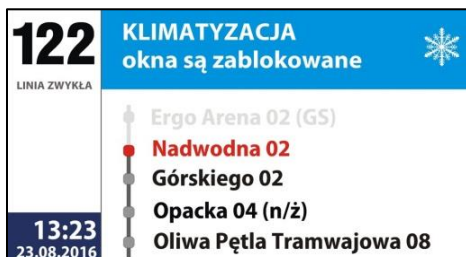 122
LINIA ZWYKŁA
KLIMATYZACJA
okna są zablokowane
Ergo Arena 02 (GS)
Nadwodna 02
Górskiego 02
Opacka 04 (n/ż)
Oliwa Pętla Tramwajowa 08
13:23
23.08.2016